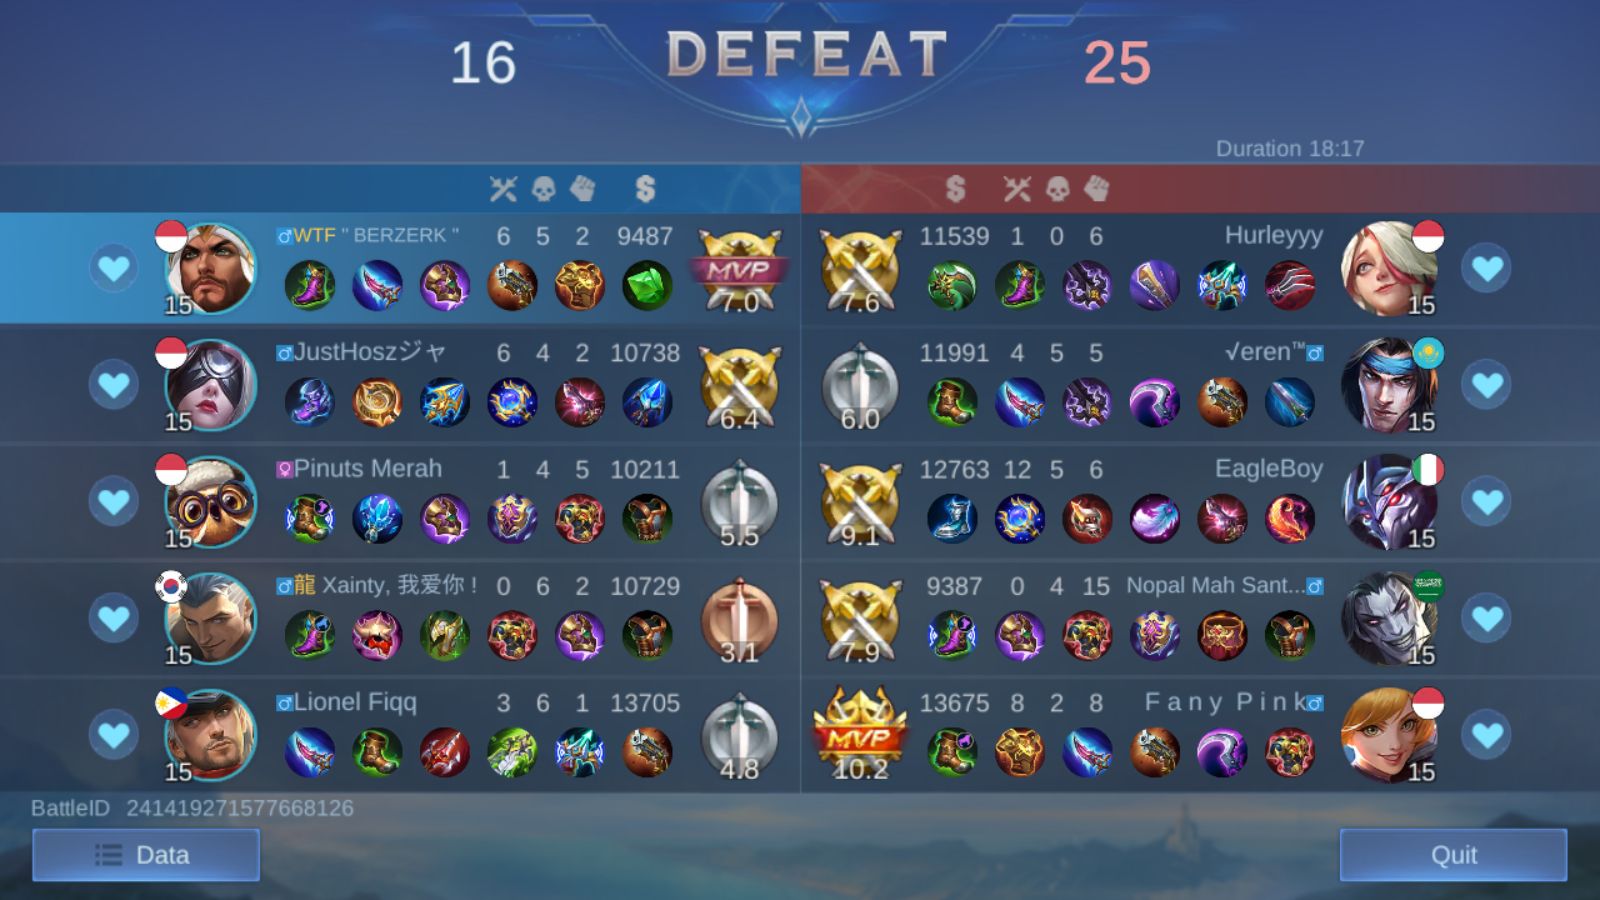 16 DEFEAT 25
Duration 18:17
WTF " BERZERK " 6 5 2 9487
15 MVP 7.0
7.6 11539 1 0 6 Hurleyyy
15
JustHoszジャ 6 4 2 10738
15 6.4
6.0 11991 4 5 5 √eren™
15
Pinuts Merah 1 4 5 10211
15 5.5
9.1 12763 12 5 6 EagleBoy
15
龍 Xainty, 我爱你 ! 0 6 2 10729
15 3.1
7.9 9387 0 4 15 Nopal Mah Sant...
15
Lionel Fiqq 3 6 1 13705
15 4.8
MVP 10.2 13675 8 2 8 F a n y P i n k
15
BattleID 241419271577668126
Data Quit